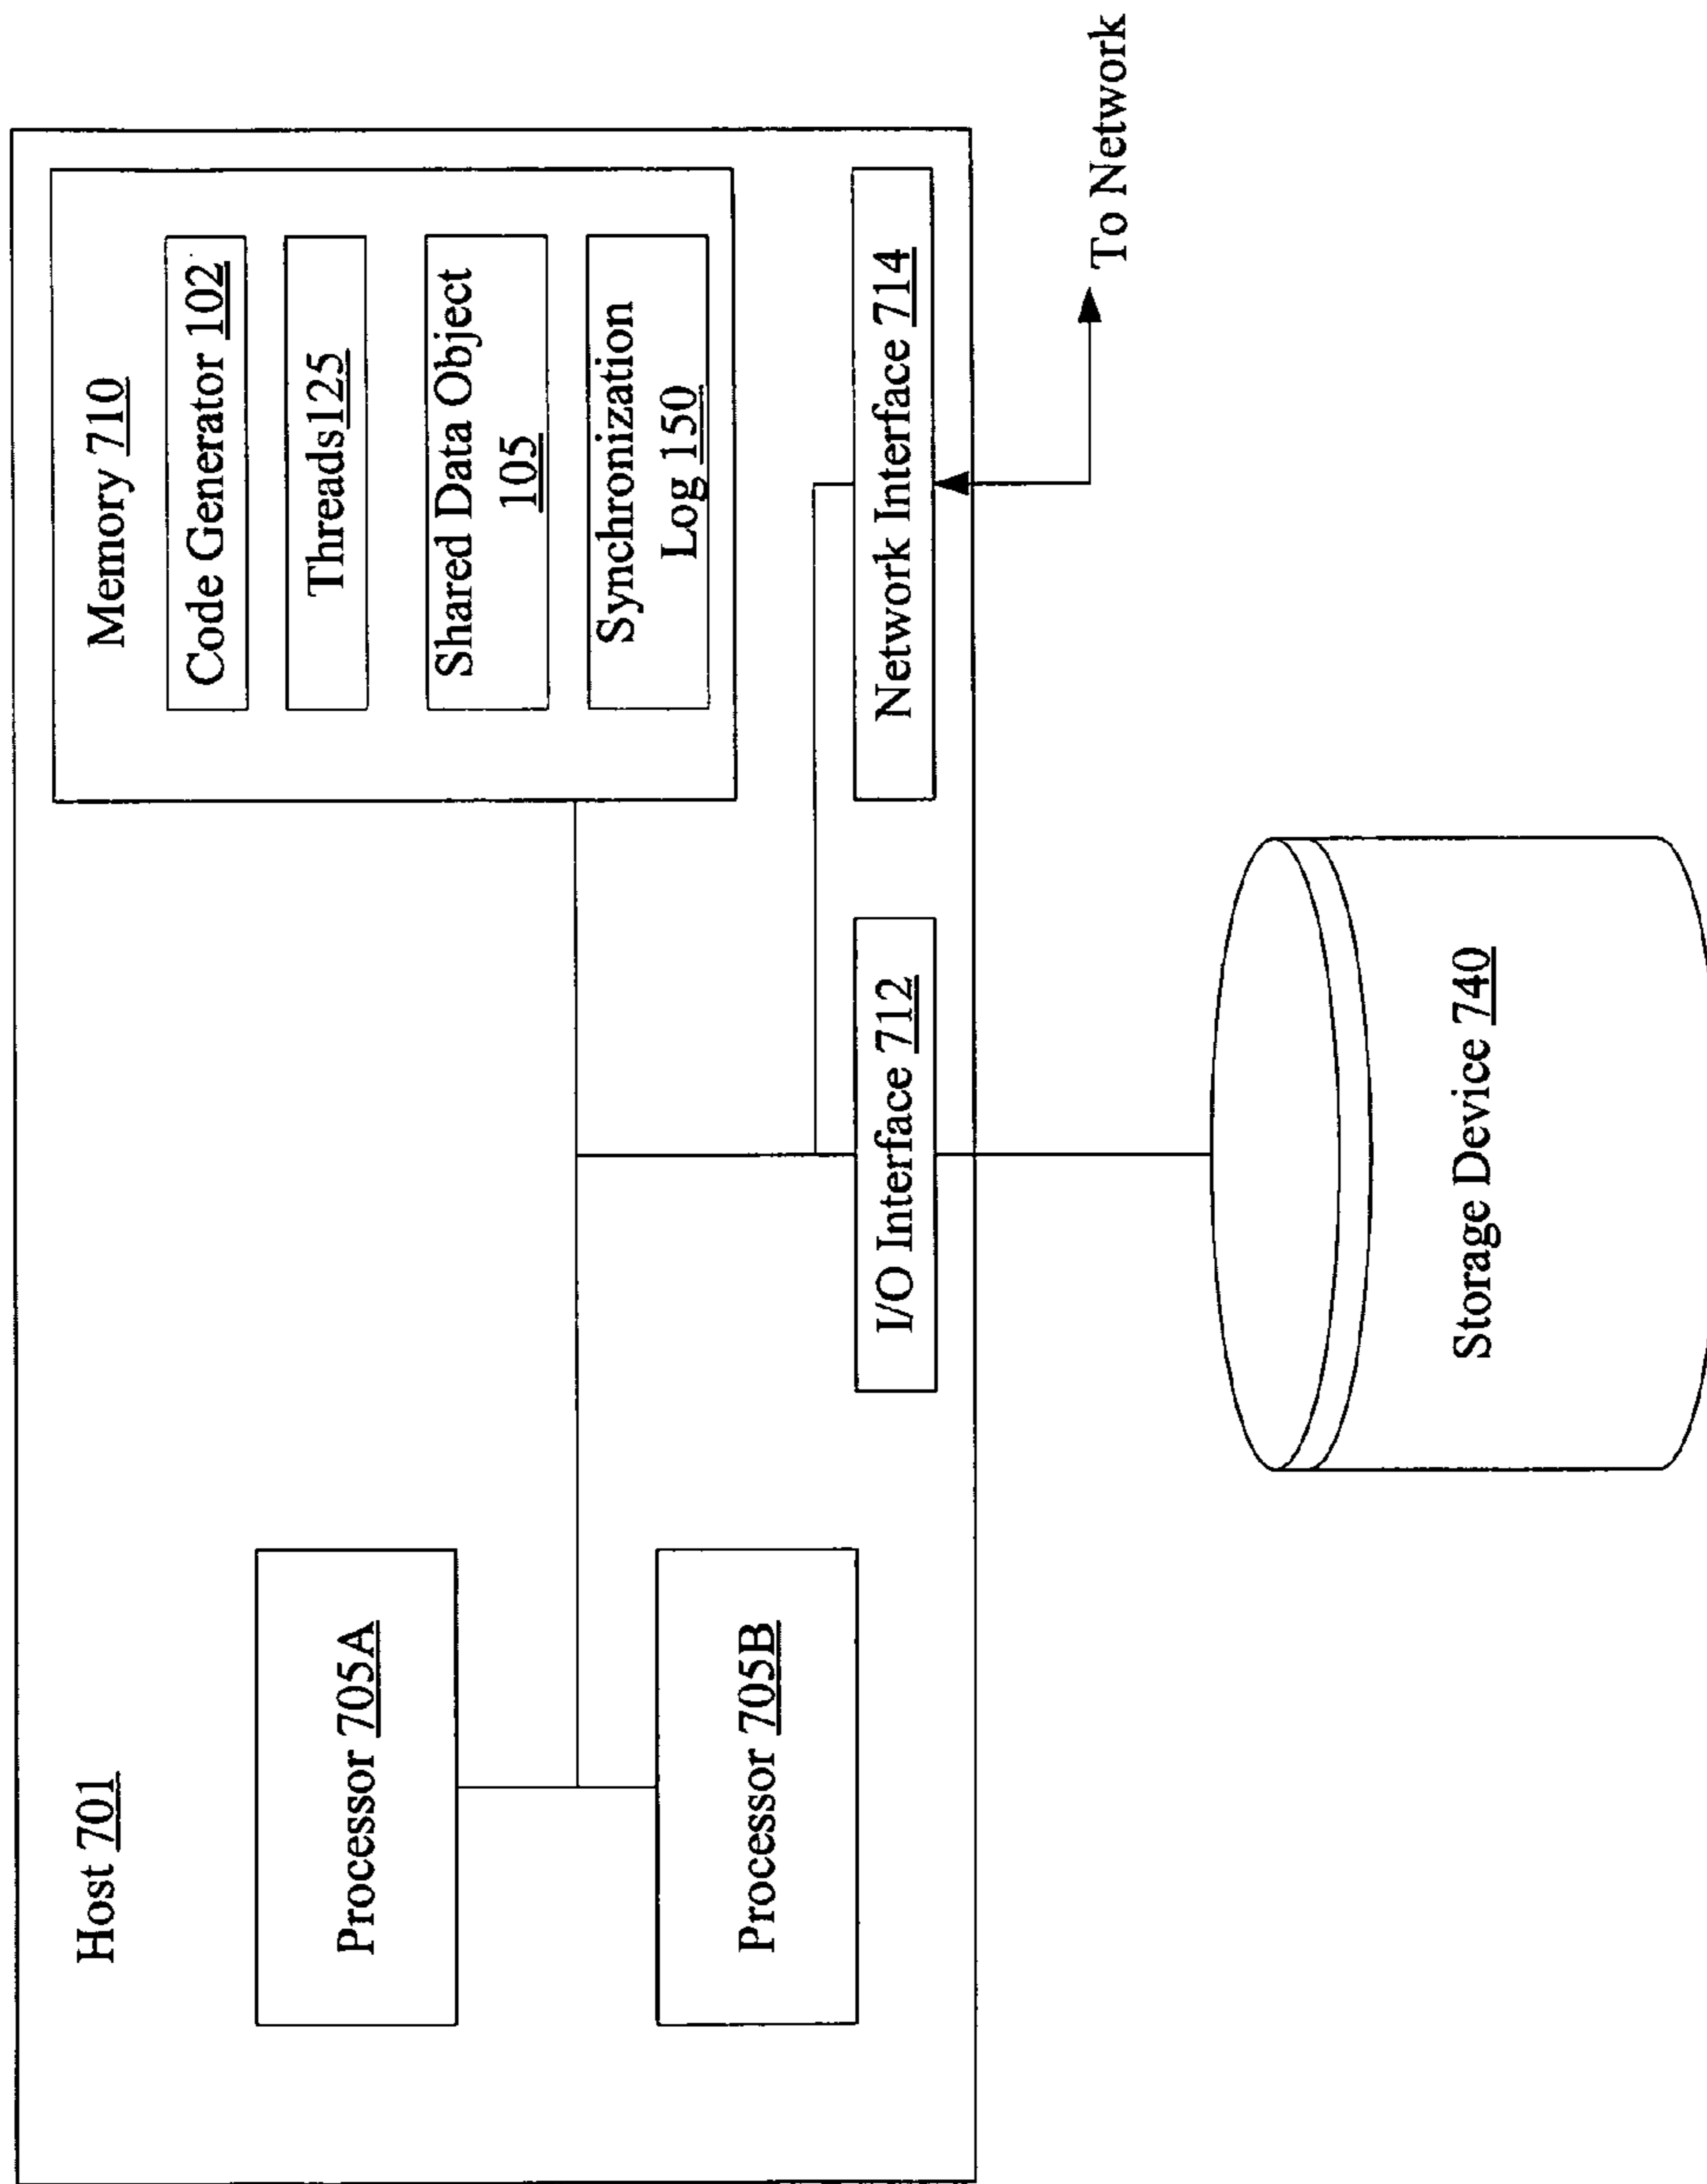 Host 701
Processor 705A
Processor 705B
Memory 710
Code Generator 102
Threads125
Shared Data Object
105
Synchronization
Log 150
I/O Interface 712
Network Interface 714
To Network
Storage Device 740